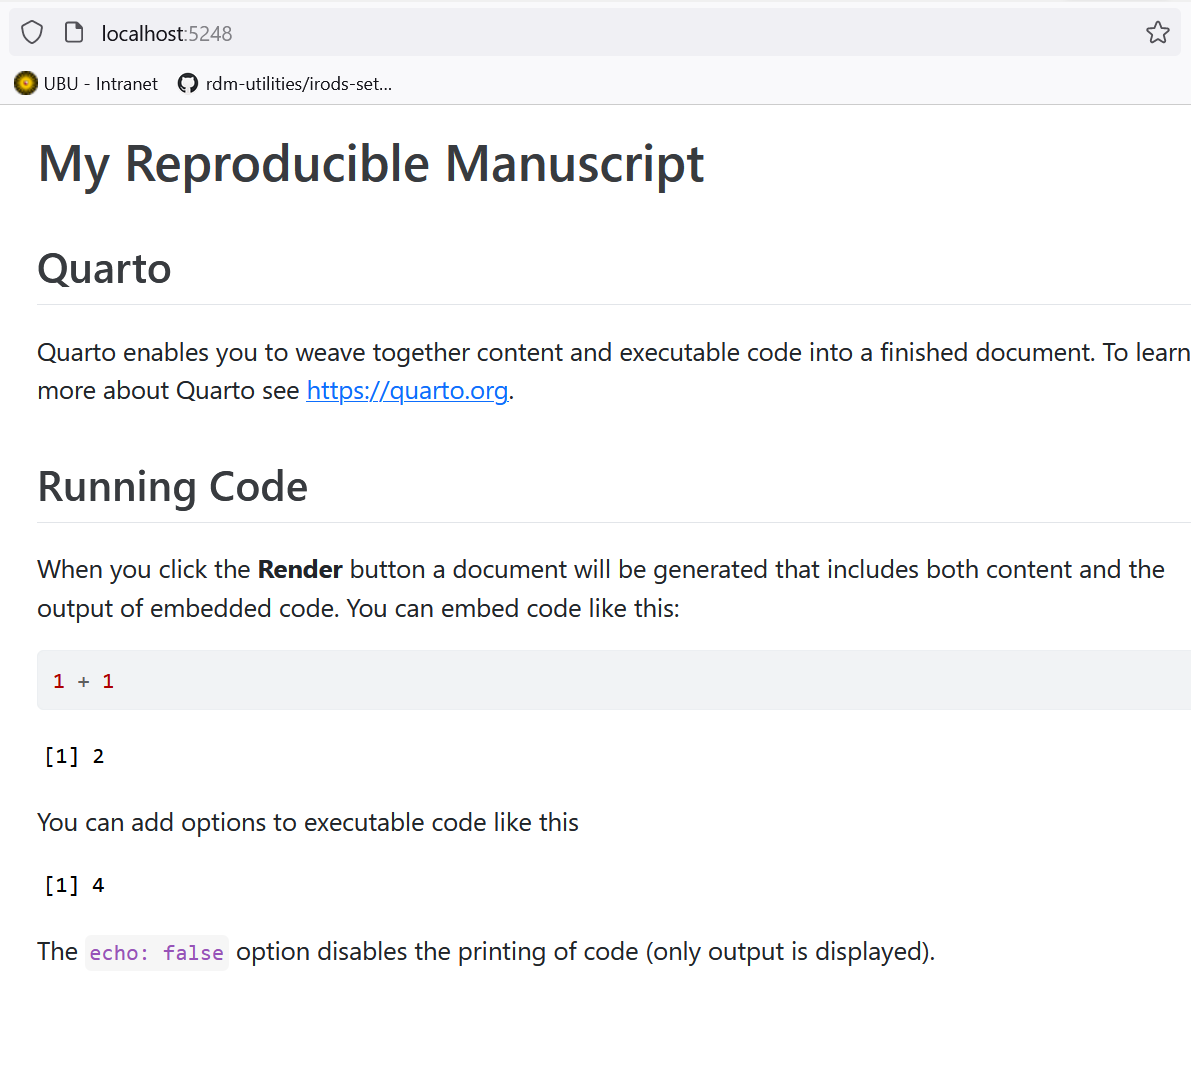 localhost:5248
UBU - Intranet rdm-utilities/irods-set...
My Reproducible Manuscript
Quarto
Quarto enables you to weave together content and executable code into a finished document. To learn
more about Quarto see https://quarto.org.
Running Code
When you click the Render button a document will be generated that includes both content and the
output of embedded code. You can embed code like this:
1 + 1
[1] 2
You can add options to executable code like this
[1] 4
The echo: false option disables the printing of code (only output is displayed).